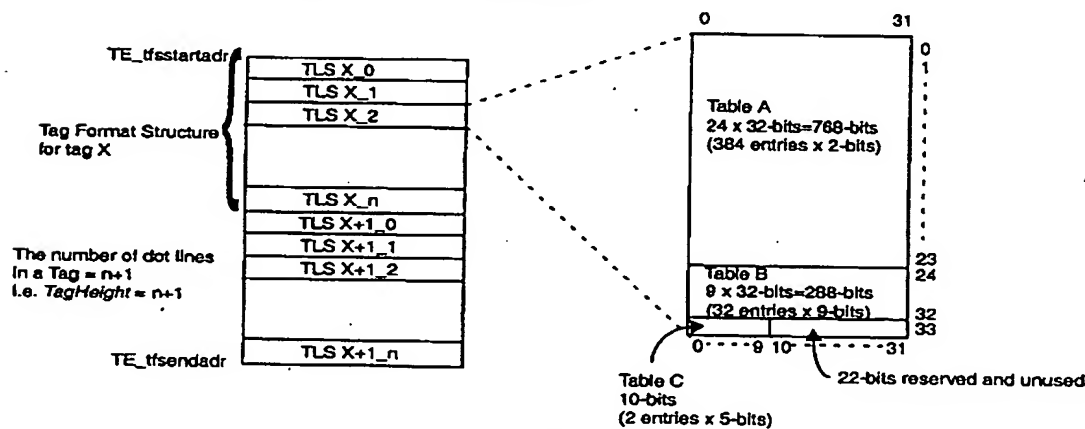 TE_tfsstartadr
TLS X_0
TLS X_1
TLS X_2
Tag Format Structure
for tag X
TLS X_n
TLS X+1_0
TLS X+1_1
TLS X+1_2
The number of dot lines
in a Tag = n+1
i.e. TagHeight = n+1
TLS X+1_n
TE_tfsendadr
0 31
0
1
Table A
24 x 32-bits=768-bits
(384 entries x 2-bits)
23
24
Table B
9 x 32-bits=288-bits
(32 entries x 9-bits)
32
33
0 9 10 31
Table C
10-bits
(2 entries x 5-bits)
22-bits reserved and unused